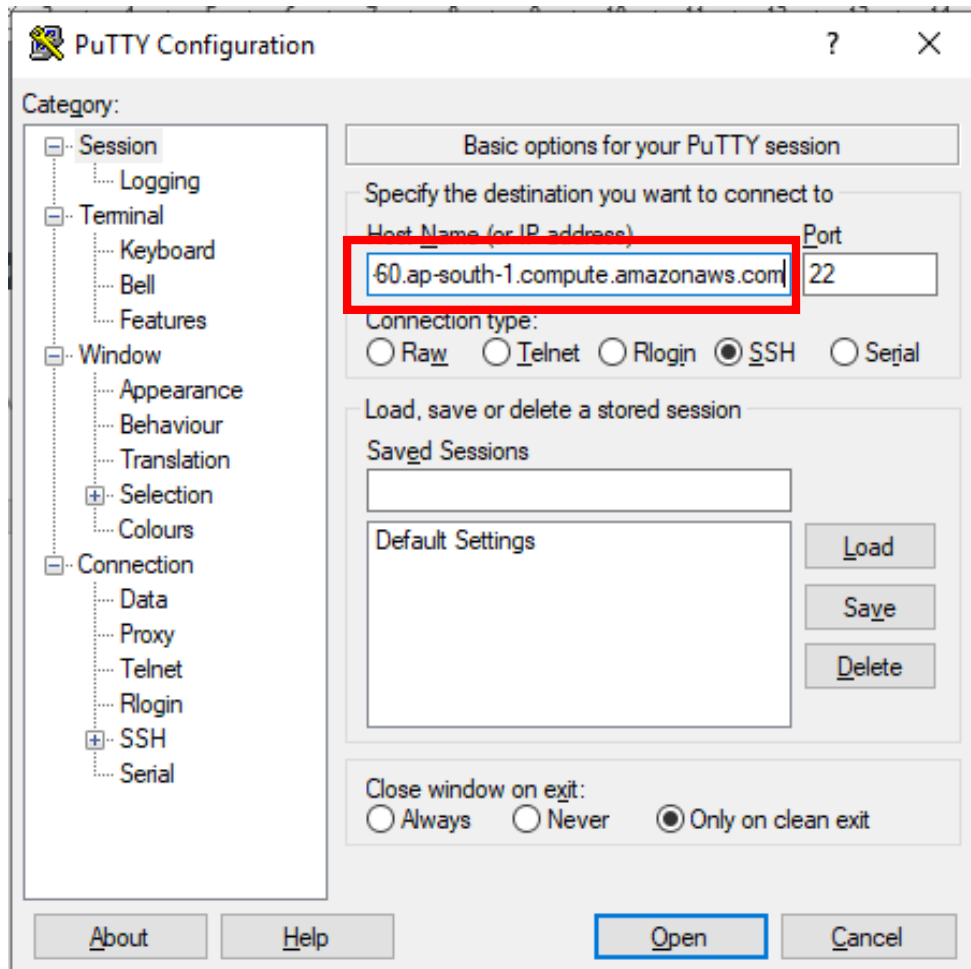 PuTTY Configuration ? ×
Category:
Session
Logging
Terminal
Keyboard
Bell
Features
Window
Appearance
Behaviour
Translation
Selection
Colours
Connection
Data
Proxy
Telnet
Rlogin
SSH
Serial
Basic options for your PuTTY session
Specify the destination you want to connect to
Host Name (or IP address) Port
-60.ap-south-1.compute.amazonaws.com 22
Connection type:
Raw Telnet Rlogin SSH Serial
Load, save or delete a stored session
Saved Sessions
Default Settings
Load
Save
Delete
Close window on exit:
Always Never Only on clean exit
About Help Open Cancel